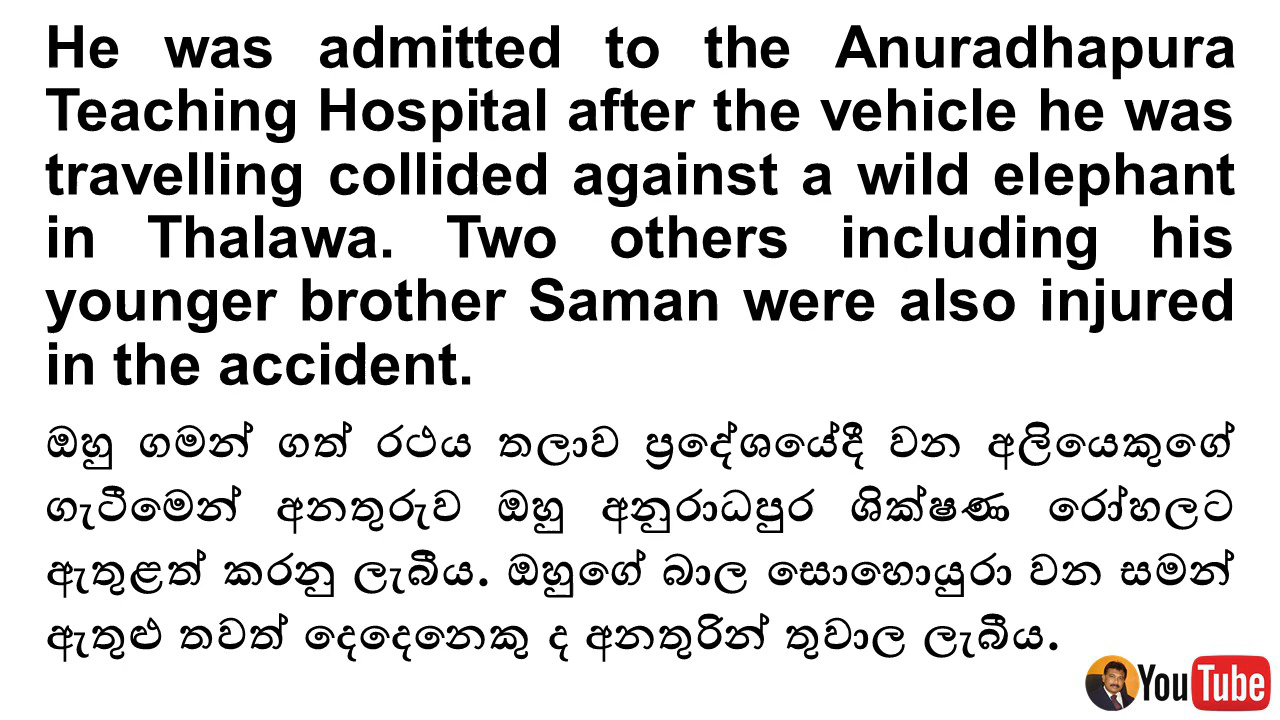 He was admitted to the Anuradhapura
Teaching Hospital after the vehicle he was
travelling collided against a wild elephant
in Thalawa. Two others including his
younger brother Saman were also injured
in the accident.
ඔහු ගමන් ගත් රථය තලාව ප්‍රදේශයේදී වන අලියෙකුගේ
ගැටීමෙන් අනතුරුව ඔහු අනුරාධපුර ශික්ෂණ රෝහලට
ඇතුළත් කරනු ලැබීය. ඔහුගේ බාල සොහොයුරා වන සමන්
ඇතුළු තවත් දෙදෙනෙකු ද අනතුරින් තුවාල ලැබීය.
YouTube